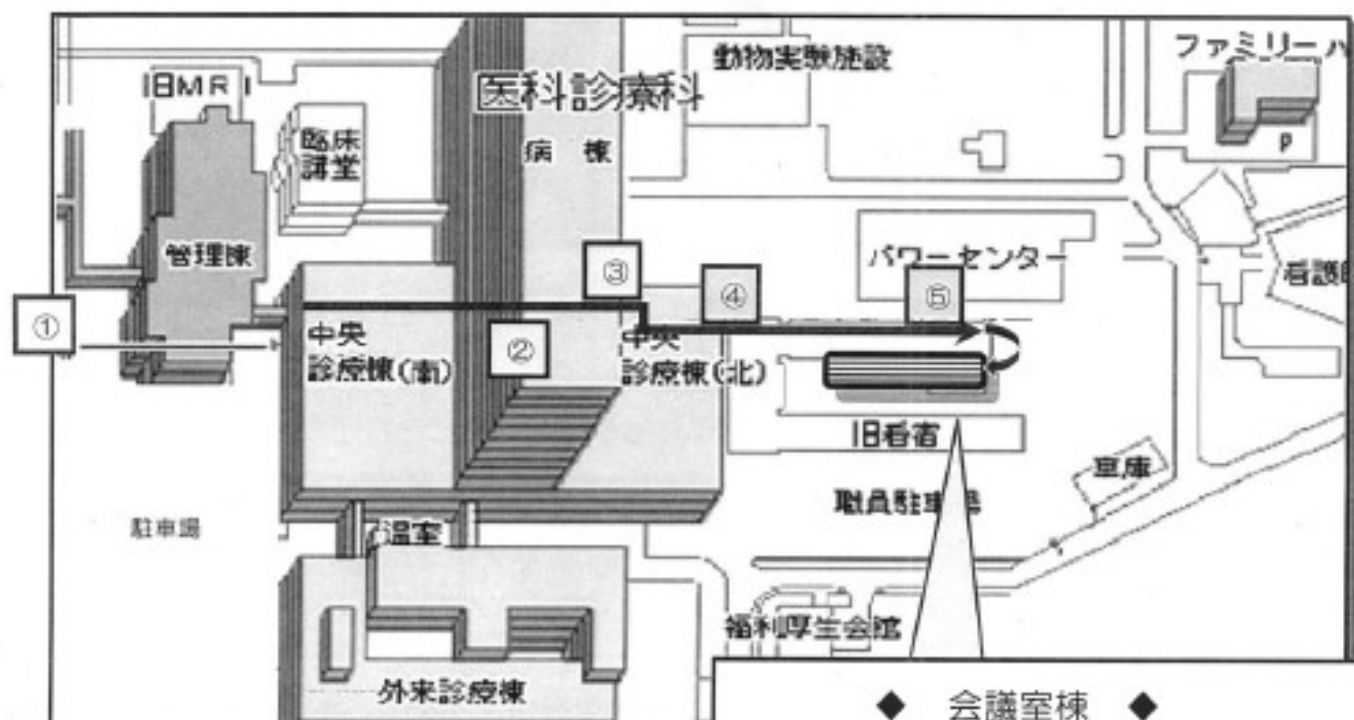 動物実験施設
ファミリーハ
旧MRI
医科診療科
臨床
講堂
病 棟
P
管理棟
パワーセンター
看護師
①
③
④
⑤
中央
診療棟(南)
②
中央
診療棟(北)
旧看宿
車庫
職員駐車場
駐車場
温室
福利厚生会館
外来診療棟
◆ 会議室棟 ◆